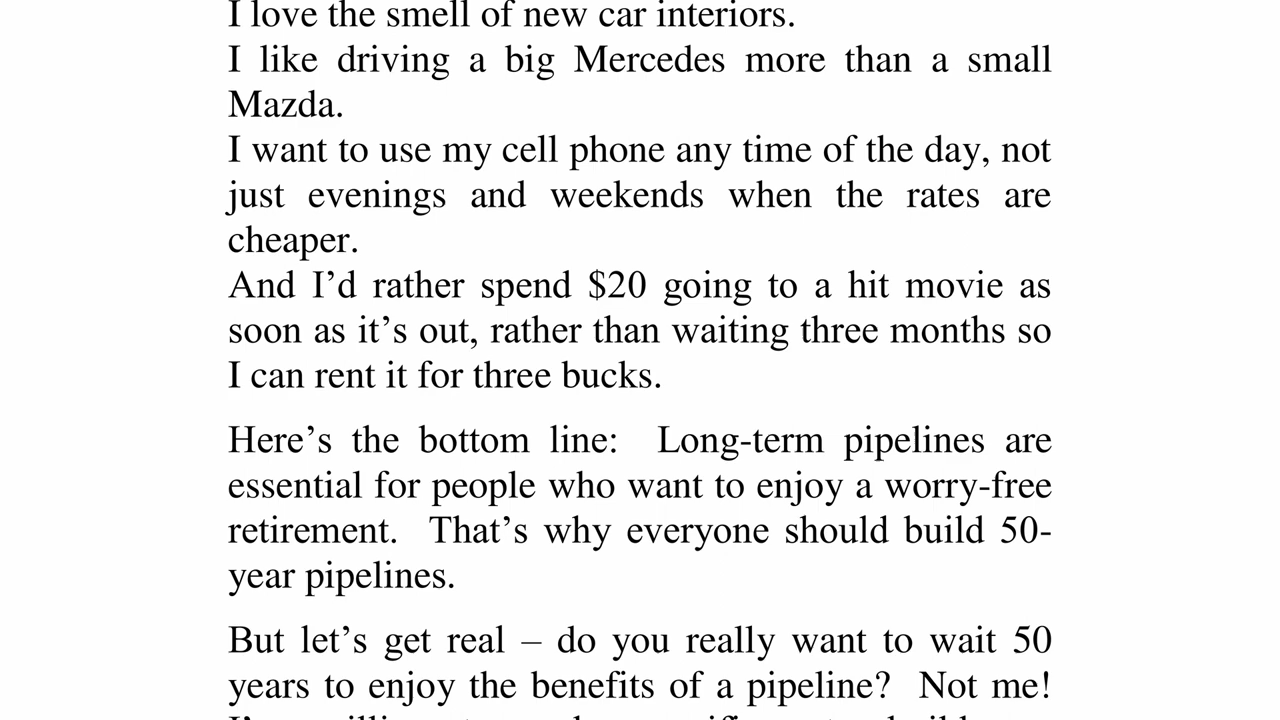 I love the smell of new car interiors.
I like driving a big Mercedes more than a small
Mazda.
I want to use my cell phone any time of the day, not
just evenings and weekends when the rates are
cheaper.
And I’d rather spend $20 going to a hit movie as
soon as it’s out, rather than waiting three months so
I can rent it for three bucks.
Here’s the bottom line:  Long-term pipelines are
essential for people who want to enjoy a worry-free
retirement.  That’s why everyone should build 50-
year pipelines.
But let’s get real – do you really want to wait 50
years to enjoy the benefits of a pipeline?  Not me!